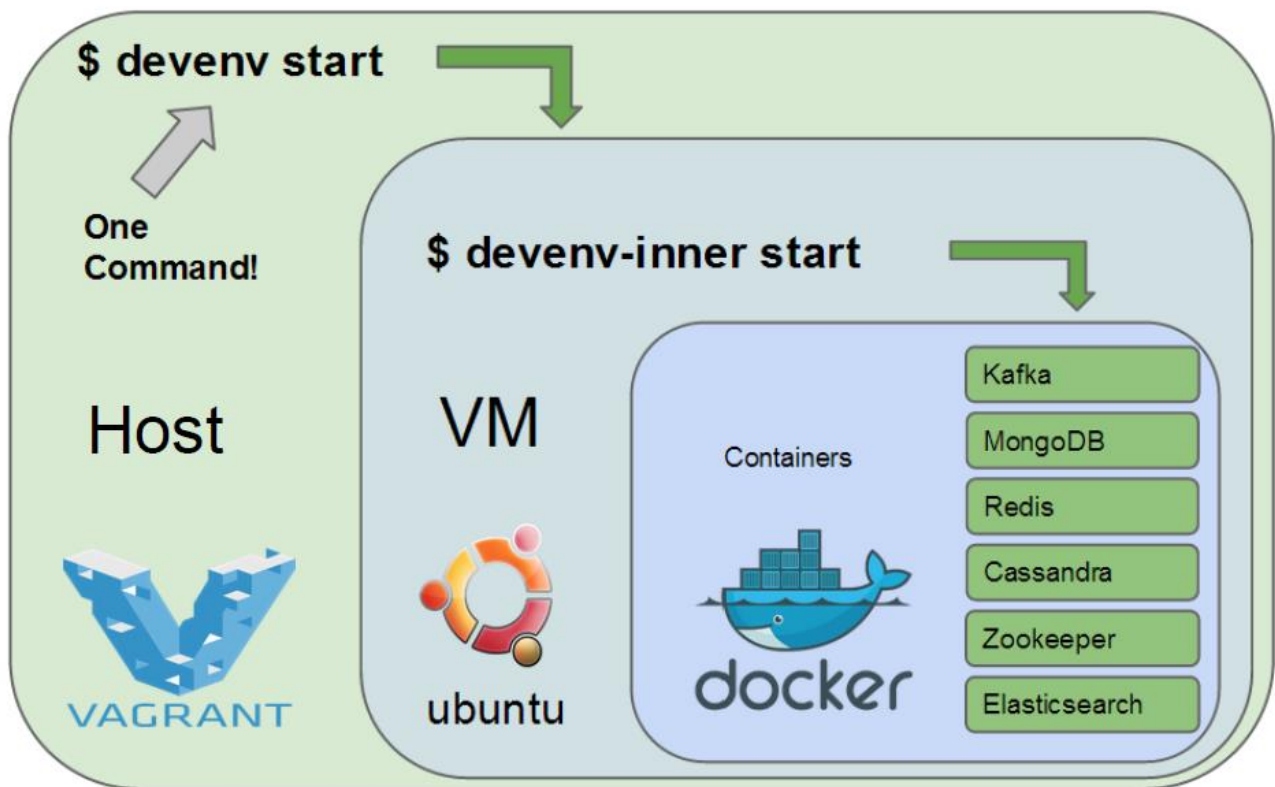 $ devenv start
One
Command!
$ devenv-inner start
Host
VM
Containers
VAGRANT
ubuntu
docker
Kafka
MongoDB
Redis
Cassandra
Zookeeper
Elasticsearch